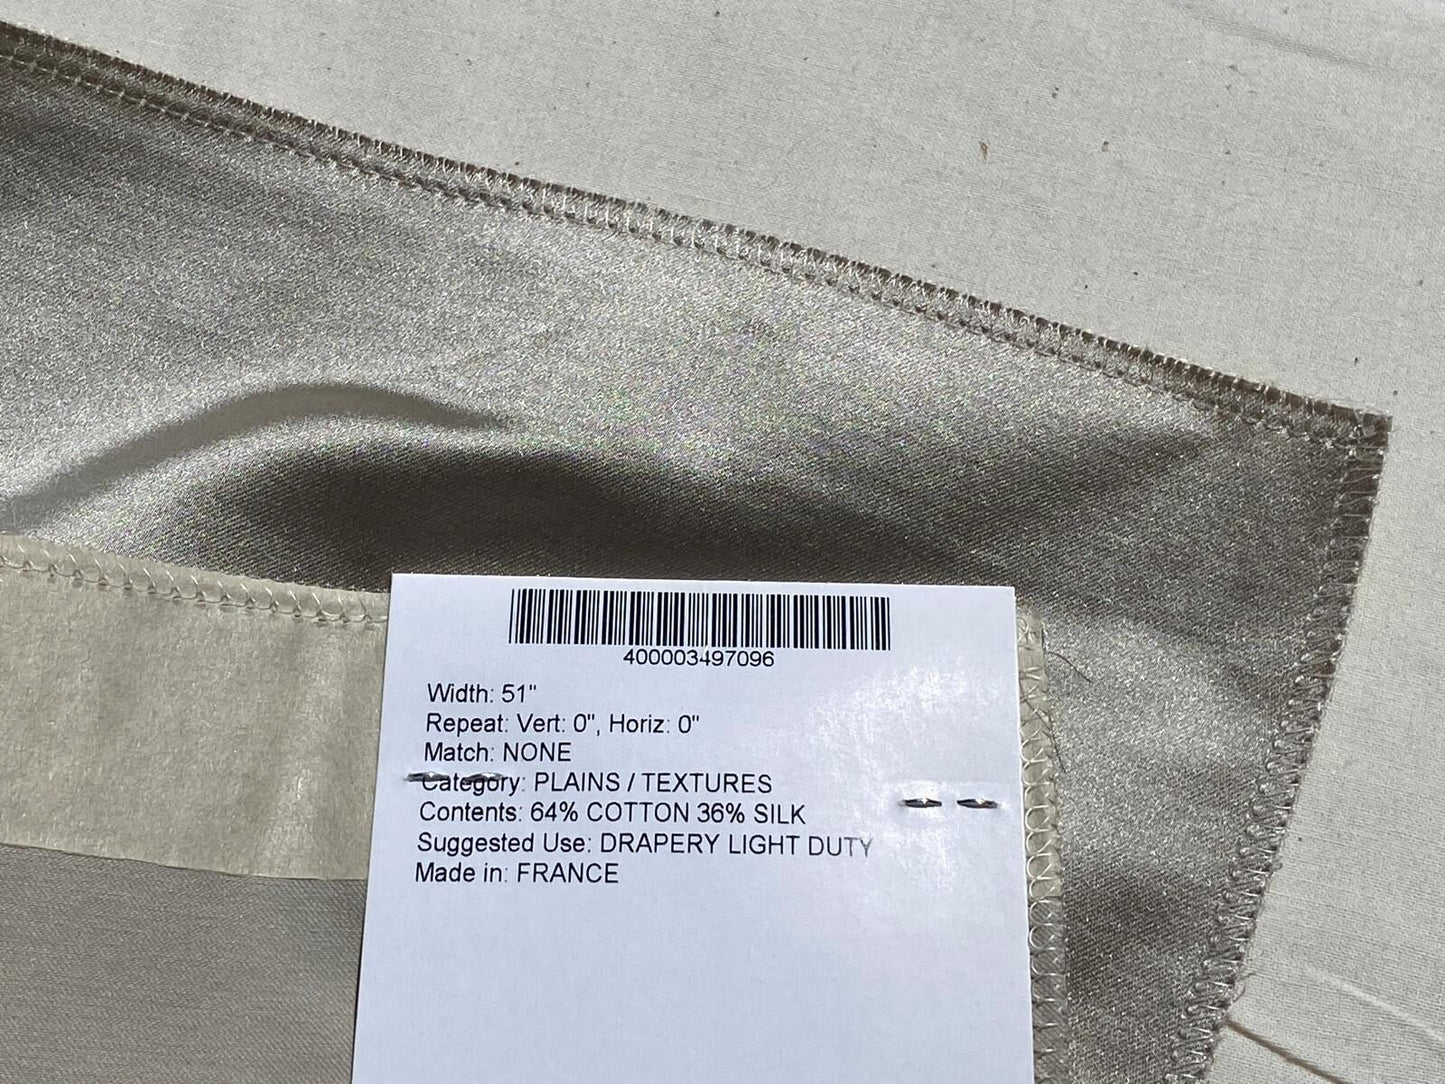 400003497096
Width: 51"
Repeat: Vert: 0", Horiz: 0"
Match: NONE
Category: PLAINS / TEXTURES
Contents: 64% COTTON 36% SILK
Suggested Use: DRAPERY LIGHT DUTY
Made in: FRANCE